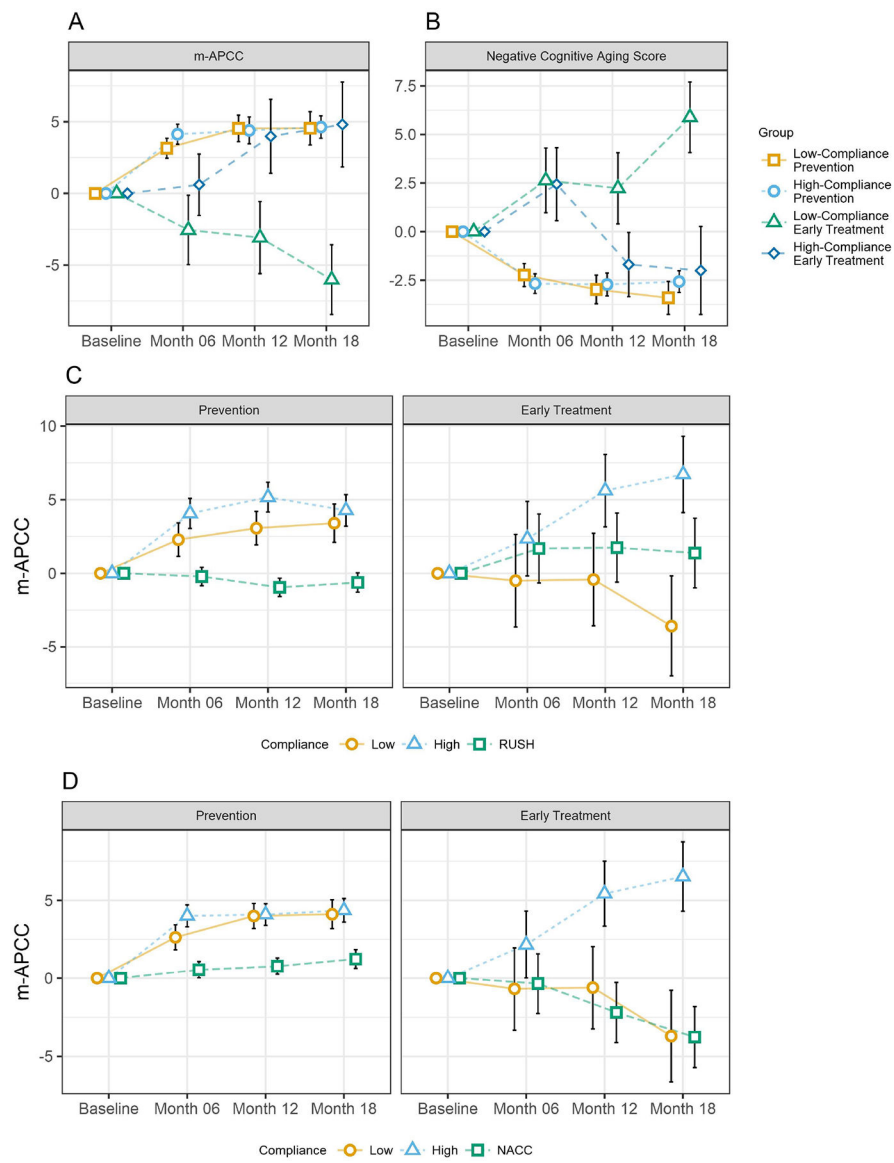 A
B
m-APCC
Negative Cognitive Aging Score
5
0
-5
7.5
5.0
2.5
0.0
-2.5
Baseline Month 06 Month 12 Month 18
Baseline Month 06 Month 12 Month 18
Group
Low-Compliance
Prevention
High-Compliance
Prevention
Low-Compliance
Early Treatment
High-Compliance
Early Treatment
C
Prevention
Early Treatment
m-APCC
10
5
0
-5
Baseline Month 06 Month 12 Month 18
Baseline Month 06 Month 12 Month 18
Compliance Low High RUSH
D
Prevention
Early Treatment
m-APCC
5
0
-5
Baseline Month 06 Month 12 Month 18
Baseline Month 06 Month 12 Month 18
Compliance Low High NACC